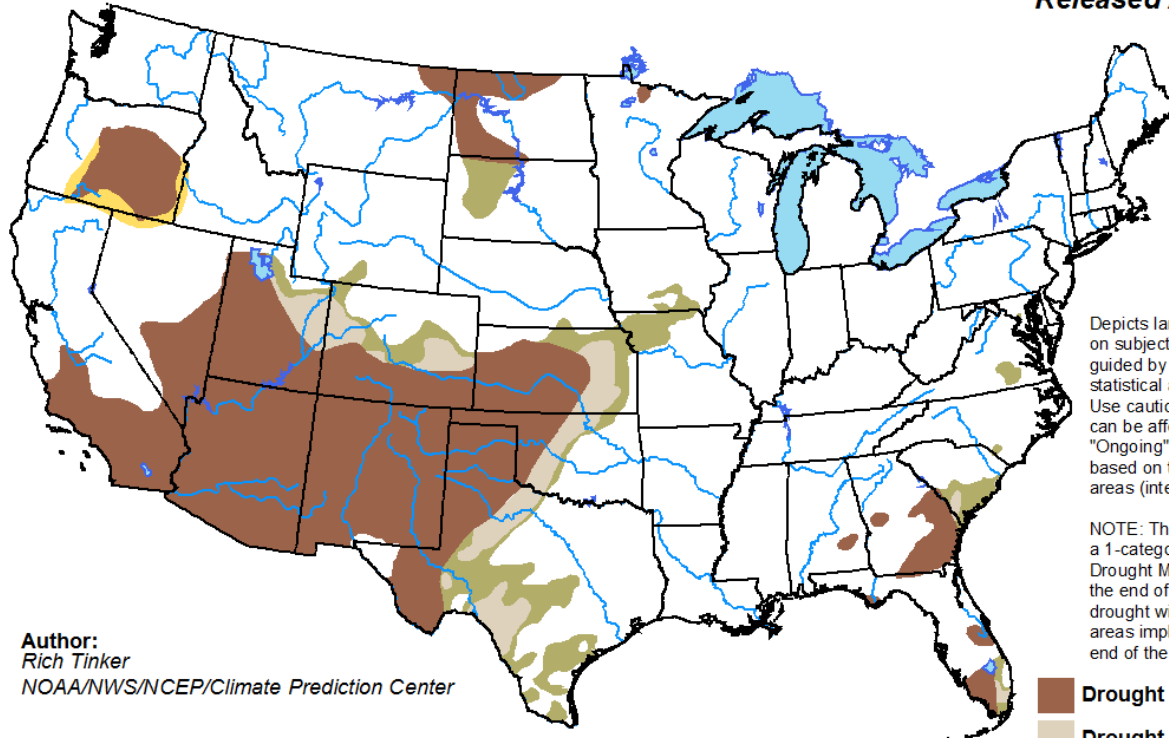 Released
Depicts la
on subject
guided by
statistical
Use cautio
can be affe
"Ongoing"
based on t
areas (inte
NOTE: Th
a 1-catego
Drought M
the end of
drought wi
areas impl
end of the
Author:
Rich Tinker
NOAA/NWS/NCEP/Climate Prediction Center
Drought
Drought